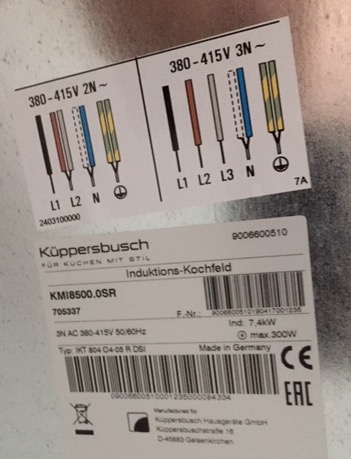 380-415V 2N~
380-415V 3N~
L1 L2 N
L1 L2 L3 N
7A
2403100000
Küppersbusch
FÜR KÜCHEN MIT STIL
9006600510
Induktions-Kochfeld
KMI8500.0SR
705337
F.-Nr.:
900660051019041700123
3N AC 380-415V 50/60Hz
Ind: 7,4kW
max.300W
Typ: IKT 804 04-05 R DSI
Made in Germany
CE
EAC
Manufactured for
Küppersbusch Hausgeräte GmbH
Küppersbuschstraße 16
D-45883 Gelsenkirchen